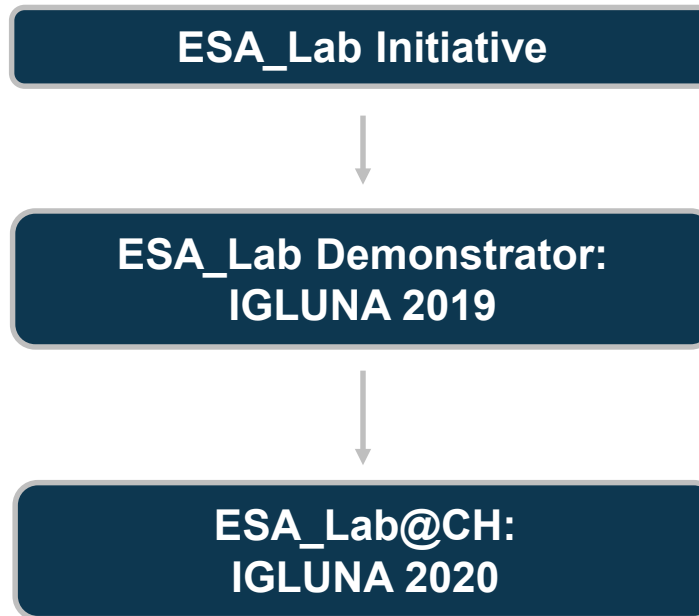 ESA_Lab Initiative
ESA_Lab Demonstrator:
IGLUNA 2019
ESA_Lab@CH:
IGLUNA 2020